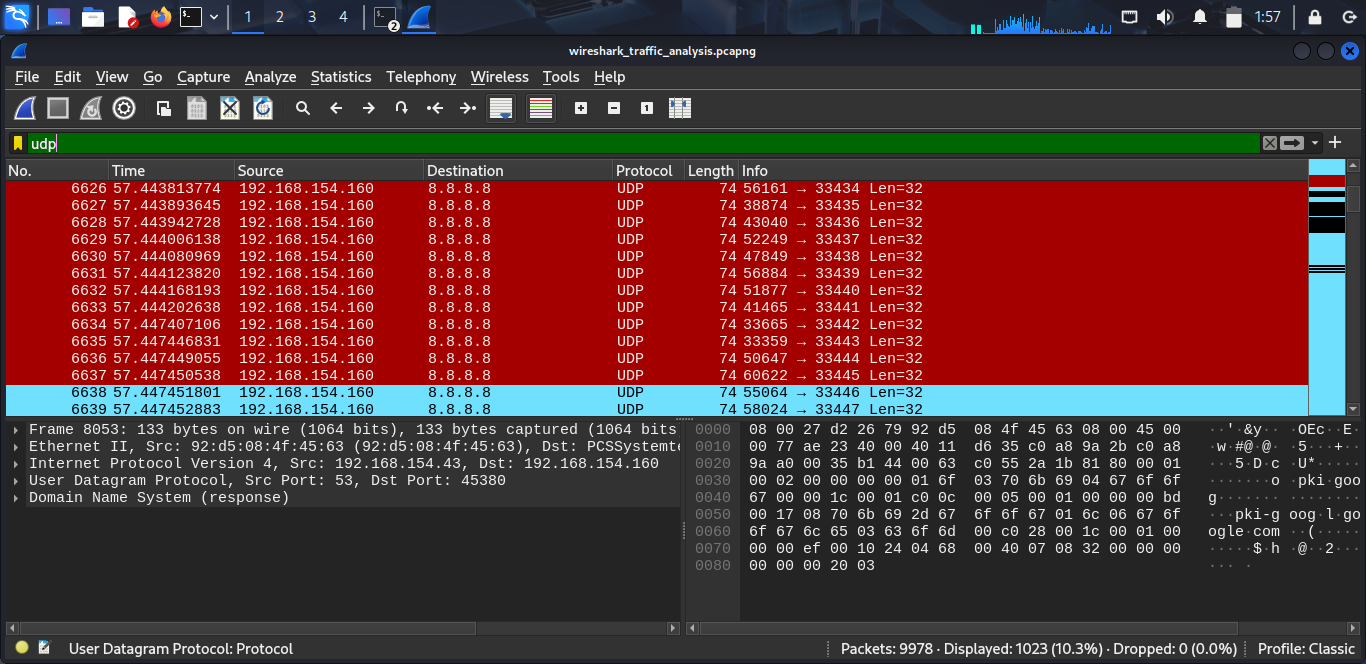 1 2 3 4 2 1:57
wireshark_traffic_analysis.pcapng
File Edit View Go Capture Analyze Statistics Telephony Wireless Tools Help
udp
No. Time Source Destination Protocol Length Info
6626 57.443813774 192.168.154.160 8.8.8.8 UDP 74 56161 → 33434 Len=32
6627 57.443893645 192.168.154.160 8.8.8.8 UDP 74 38874 → 33435 Len=32
6628 57.443942728 192.168.154.160 8.8.8.8 UDP 74 43040 → 33436 Len=32
6629 57.444006138 192.168.154.160 8.8.8.8 UDP 74 52249 → 33437 Len=32
6630 57.444080969 192.168.154.160 8.8.8.8 UDP 74 47849 → 33438 Len=32
6631 57.444123820 192.168.154.160 8.8.8.8 UDP 74 56884 → 33439 Len=32
6632 57.444168193 192.168.154.160 8.8.8.8 UDP 74 51877 → 33440 Len=32
6633 57.444202638 192.168.154.160 8.8.8.8 UDP 74 41465 → 33441 Len=32
6634 57.447407106 192.168.154.160 8.8.8.8 UDP 74 33665 → 33442 Len=32
6635 57.447446831 192.168.154.160 8.8.8.8 UDP 74 33359 → 33443 Len=32
6636 57.447449055 192.168.154.160 8.8.8.8 UDP 74 50647 → 33444 Len=32
6637 57.447450538 192.168.154.160 8.8.8.8 UDP 74 60622 → 33445 Len=32
6638 57.447451801 192.168.154.160 8.8.8.8 UDP 74 55064 → 33446 Len=32
6639 57.447452883 192.168.154.160 8.8.8.8 UDP 74 58024 → 33447 Len=32
Frame 8053: 133 bytes on wire (1064 bits), 133 bytes captured (1064 bits
Ethernet II, Src: 92:d5:08:4f:45:63 (92:d5:08:4f:45:63), Dst: PCSSystemte
Internet Protocol Version 4, Src: 192.168.154.43, Dst: 192.168.154.160
User Datagram Protocol, Src Port: 53, Dst Port: 45380
Domain Name System (response)
0000 08 00 27 d2 26 79 92 d5 08 4f 45 63 08 00 45 00 ··'·&y·· ·OEc··E·
0010 00 77 ae 23 40 00 40 11 d6 35 c0 a8 9a 2b c0 a8 ·w·#@·@· ·5···+··
0020 9a a0 00 35 b1 44 00 63 c0 55 2a 1b 81 80 00 01 ···5·D·c ·U*·····
0030 00 02 00 00 00 00 01 6f 03 70 6b 69 04 67 6f 6f ·······o ·pki·goo
0040 67 00 00 1c 00 01 c0 0c 00 05 00 01 00 00 00 bd g······· ········
0050 00 17 08 70 6b 69 2d 67 6f 6f 67 01 6c 06 67 6f ···pki-g oog·l·go
0060 6f 67 6c 65 03 63 6f 6d 00 c0 28 00 1c 00 01 00 ogle·com ··(·····
0070 00 00 ef 00 10 24 04 68 00 40 07 08 32 00 00 00 ·····$·h ·@··2···
0080 00 00 00 20 03 ··· ·
User Datagram Protocol: Protocol Packets: 9978 · Displayed: 1023 (10.3%) · Dropped: 0 (0.0%) Profile: Classic